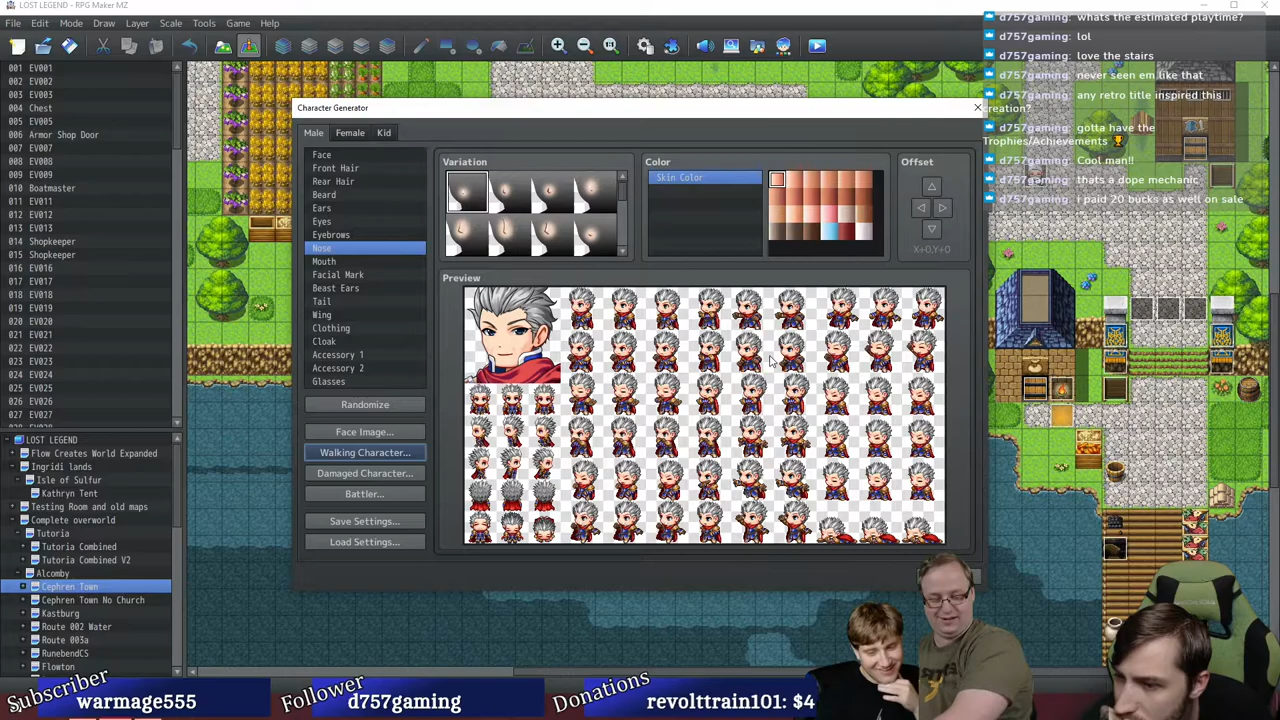 LOST LEGEND - RPG Maker MZ
File Edit Mode Draw Layer Scale Tools Game Help
001 EV001
002 EV002
003 EV003
004 Chest
005 EV005
006 Armor Shop Door
007 EV007
008 EV008
009 EV009
010 Boatmaster
011 EV011
012 EV012
013 EV013
014 Shopkeeper
015 Shopkeeper
016 EV016
017 EV017
018 EV018
019 EV019
020 EV020
021 EV021
022 EV022
023 EV023
024 EV024
025 EV025
026 EV026
027 EV027
LOST LEGEND
Flow Creates World Expanded
Ingridi lands
Isle of Sulfur
Kathryn Tent
Testing Room and old maps
Complete overworld
Tutoria
Tutoria Combined
Tutoria Combined V2
Alcomby
Cephren Town
Cephren Town No Church
Kastburg
Route 002 Water
Route 003a
RunebendCS
Flowton
Character Generator
Male Female Kid
Face
Front Hair
Rear Hair
Beard
Ears
Eyes
Eyebrows
Nose
Mouth
Facial Mark
Beast Ears
Tail
Wing
Clothing
Cloak
Accessory 1
Accessory 2
Glasses
Randomize
Face Image...
Walking Character...
Damaged Character...
Battler...
Save Settings...
Load Settings...
Variation
Color
Skin Color
Offset
X+0,Y+0
Preview
d757gaming: whats the estimated playtime?
d757gaming: lol
d757gaming: love the stairs
d757gaming: never seen em like that
d757gaming: any retro title inspired this
creation?
d757gaming: gotta have the
Trophies/Achievements
d757gaming: Cool man!!
d757gaming: thats a dope mechanic
d757gaming: i paid 20 bucks as well on sale
Subscriber
warmage555
Follower
d757gaming
Donations
revolttrain101: $4